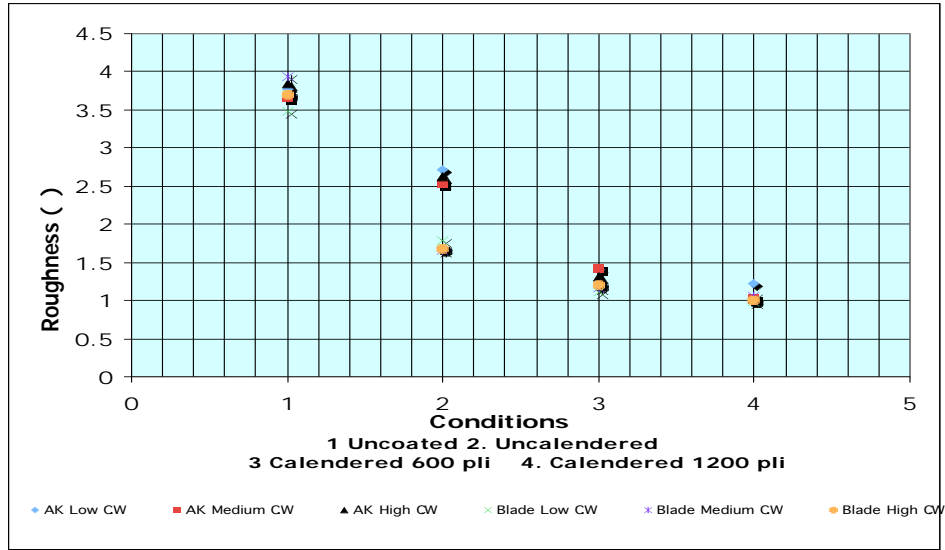 4.5
4
3.5
3
2.5
2
1.5
1
0.5
0
Roughness ( )
0 1 2 3 4 5
Conditions
1 Uncoated 2. Uncalendered
3 Calendered 600 pli 4. Calendered 1200 pli
AK Low CW AK Medium CW AK High CW Blade Low CW Blade Medium CW Blade High CW